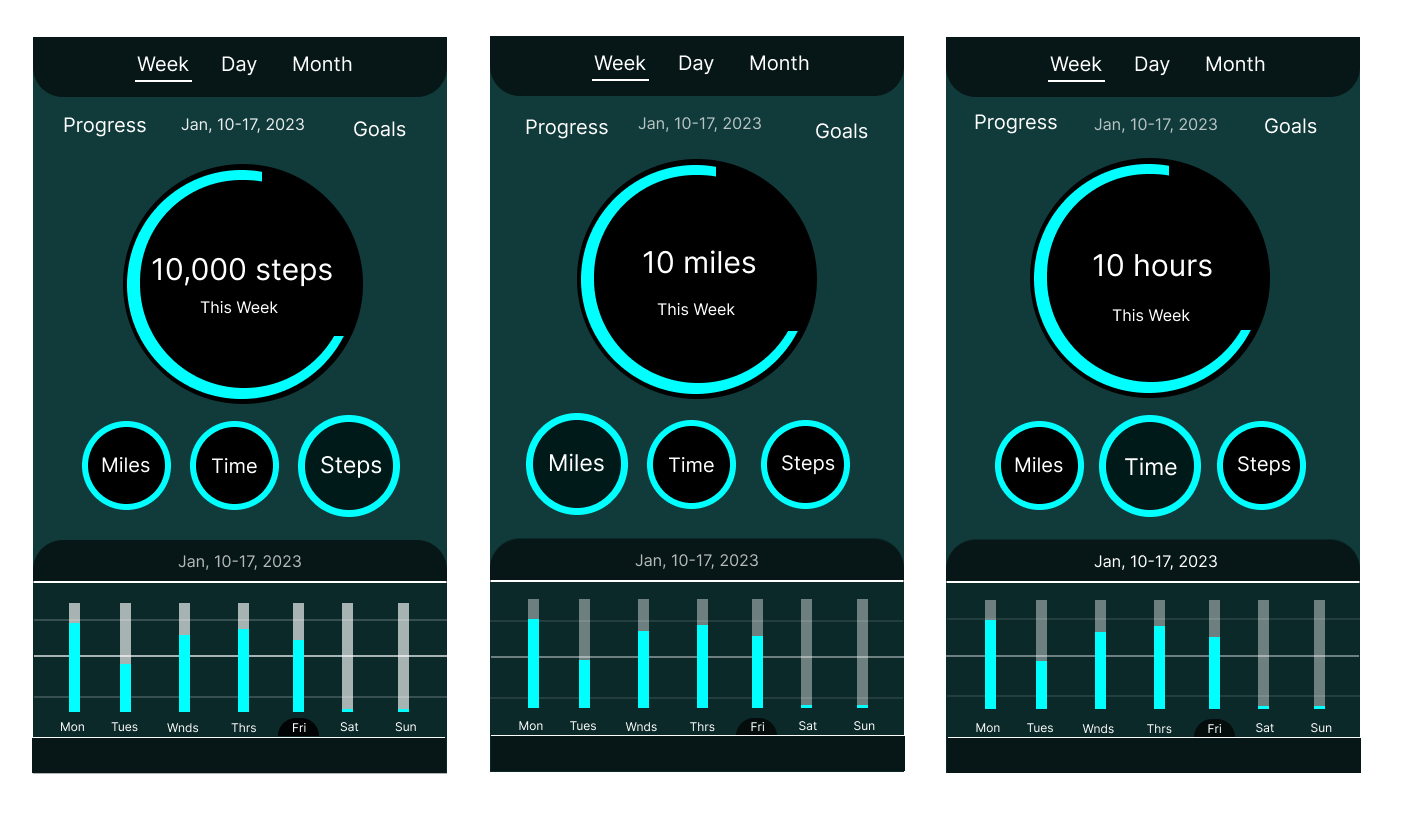 Week Day Month
Progress Jan, 10-17, 2023 Goals
10,000 steps
This Week
Miles Time Steps
Jan, 10-17, 2023
Mon Tues Wnds Thrs Fri Sat Sun
Week Day Month
Progress Jan, 10-17, 2023 Goals
10 miles
This Week
Miles Time Steps
Jan, 10-17, 2023
Mon Tues Wnds Thrs Fri Sat Sun
Week Day Month
Progress Jan, 10-17, 2023 Goals
10 hours
This Week
Miles Time Steps
Jan, 10-17, 2023
Mon Tues Wnds Thrs Fri Sat Sun